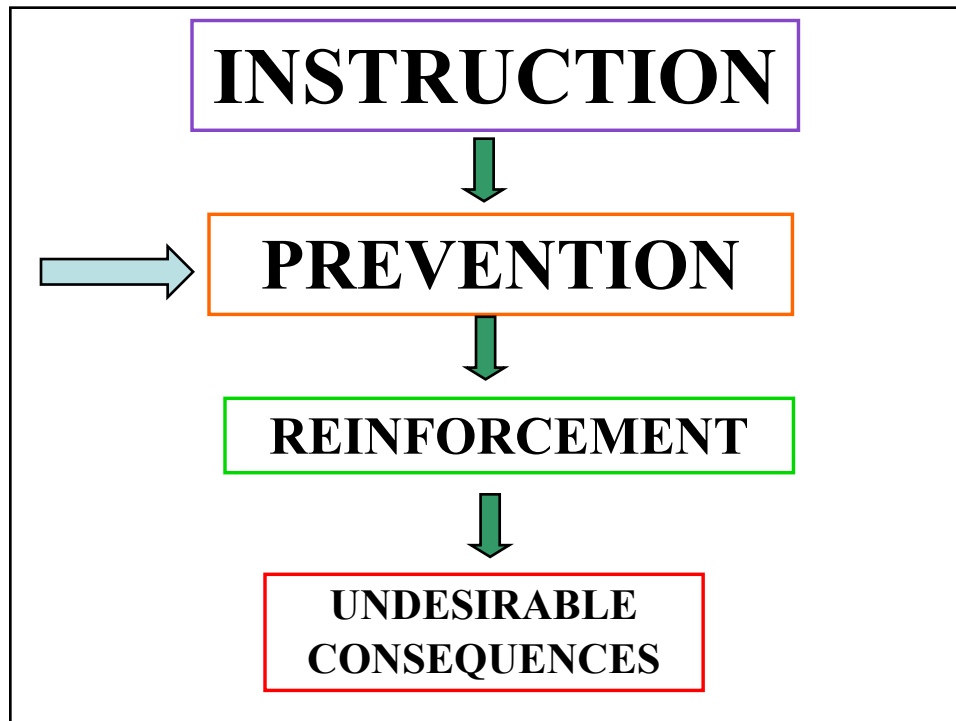 INSTRUCTION
PREVENTION
REINFORCEMENT
UNDESIRABLE
CONSEQUENCES